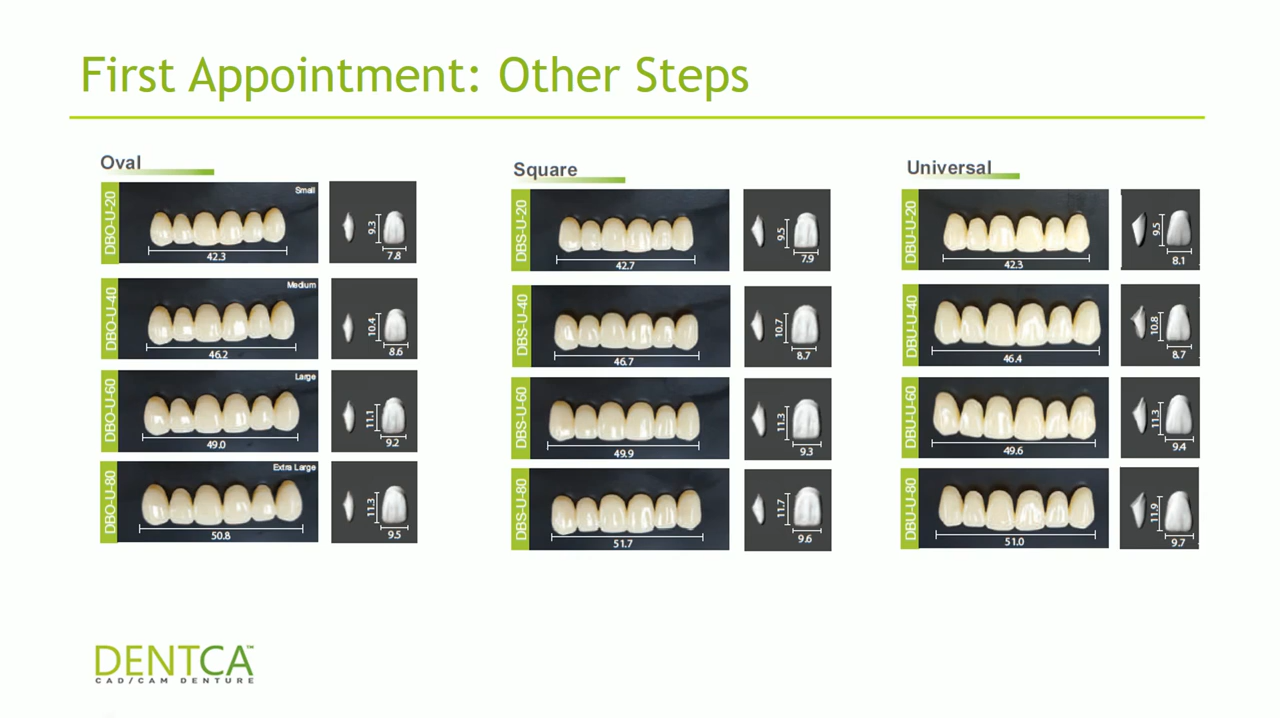 First Appointment: Other Steps
Oval
DBO-U-20
Small
42.3
9.3
7.8
DBO-U-40
Medium
46.2
10.4
8.6
DBO-U-60
Large
49.0
11.1
9.2
DBO-U-80
Extra Large
50.8
11.3
9.5
Square
DBS-U-20
42.7
9.5
7.9
DBS-U-40
46.7
10.7
8.7
DBS-U-60
49.9
11.3
9.3
DBS-U-80
51.7
11.7
9.6
Universal
DBU-U-20
42.3
9.5
8.1
DBU-U-40
46.4
10.8
8.7
DBU-U-60
49.6
11.3
9.4
DBU-U-80
51.0
11.9
9.7
DENTCA™
CAD/CAM DENTURE